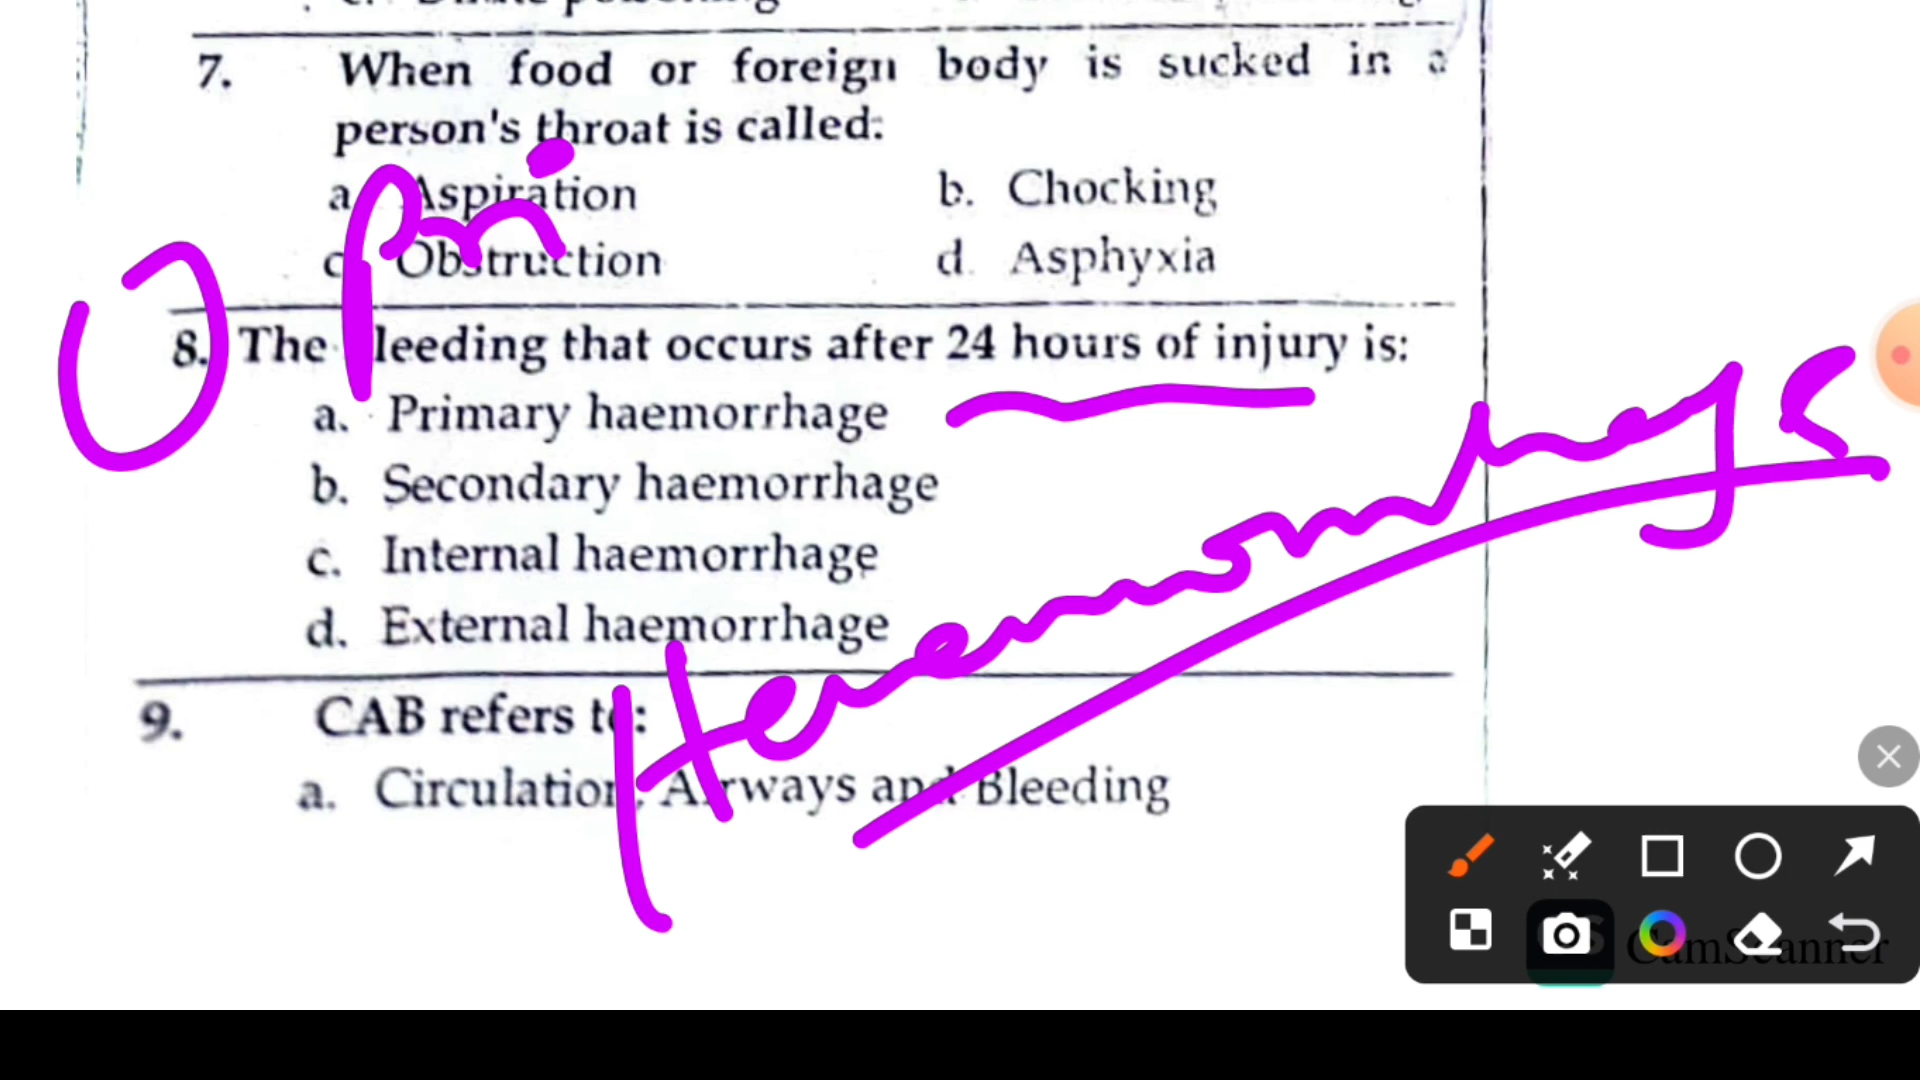 7. When food or foreign body is sucked in a
person's throat is called:
a. Aspiration b. Chocking
c. Obstruction d. Asphyxia
Pri
8. The leeding that occurs after 24 hours of injury is:
a. Primary haemorrhage
b. Secondary haemorrhage
c. Internal haemorrhage
d. External haemorrhage
9. CAB refers to:
a. Circulation, Airways and Bleeding
CamScanner